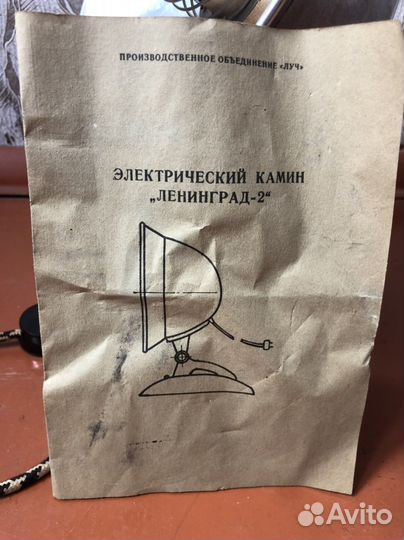 ПРОИЗВОДСТВЕННОЕ ОБЪЕДИНЕНИЕ «ЛУЧ»
ЭЛЕКТРИЧЕСКИЙ КАМИН
„ЛЕНИНГРАД-2“
Avito